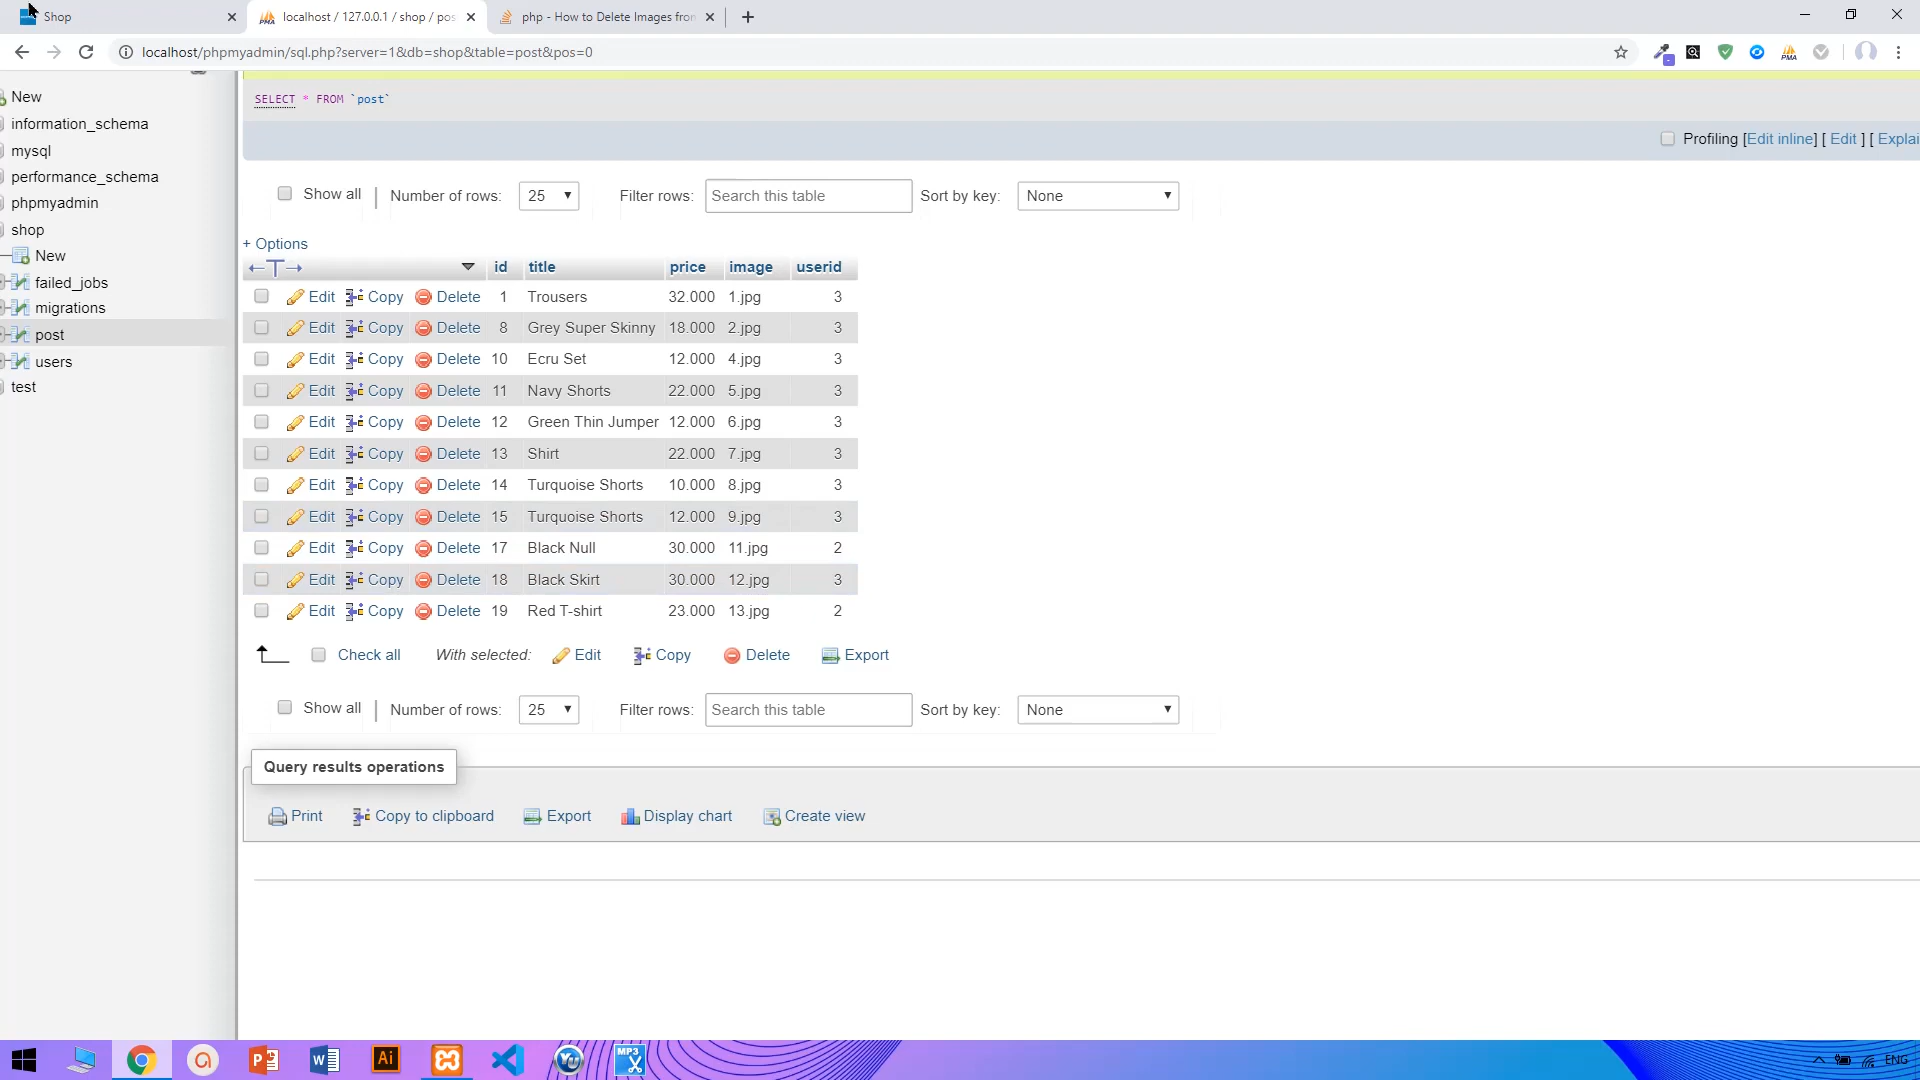 Shop
localhost / 127.0.0.1 / shop / pos
php - How to Delete Images fron
localhost/phpmyadmin/sql.php?server=1&db=shop&table=post&pos=0
PMA
New
information_schema
mysql
performance_schema
phpmyadmin
shop
New
failed_jobs
migrations
post
users
test
SELECT * FROM `post`
Profiling [Edit inline] [ Edit ] [ Explai
Show all | Number of rows: 25 Filter rows: Search this table Sort by key: None
+ Options
id title price image userid
Edit Copy Delete 1 Trousers 32.000 1.jpg 3
Edit Copy Delete 8 Grey Super Skinny 18.000 2.jpg 3
Edit Copy Delete 10 Ecru Set 12.000 4.jpg 3
Edit Copy Delete 11 Navy Shorts 22.000 5.jpg 3
Edit Copy Delete 12 Green Thin Jumper 12.000 6.jpg 3
Edit Copy Delete 13 Shirt 22.000 7.jpg 3
Edit Copy Delete 14 Turquoise Shorts 10.000 8.jpg 3
Edit Copy Delete 15 Turquoise Shorts 12.000 9.jpg 3
Edit Copy Delete 17 Black Null 30.000 11.jpg 2
Edit Copy Delete 18 Black Skirt 30.000 12.jpg 3
Edit Copy Delete 19 Red T-shirt 23.000 13.jpg 2
Check all With selected: Edit Copy Delete Export
Show all | Number of rows: 25 Filter rows: Search this table Sort by key: None
Query results operations
Print Copy to clipboard Export Display chart Create view
Ai
MP3
ENG